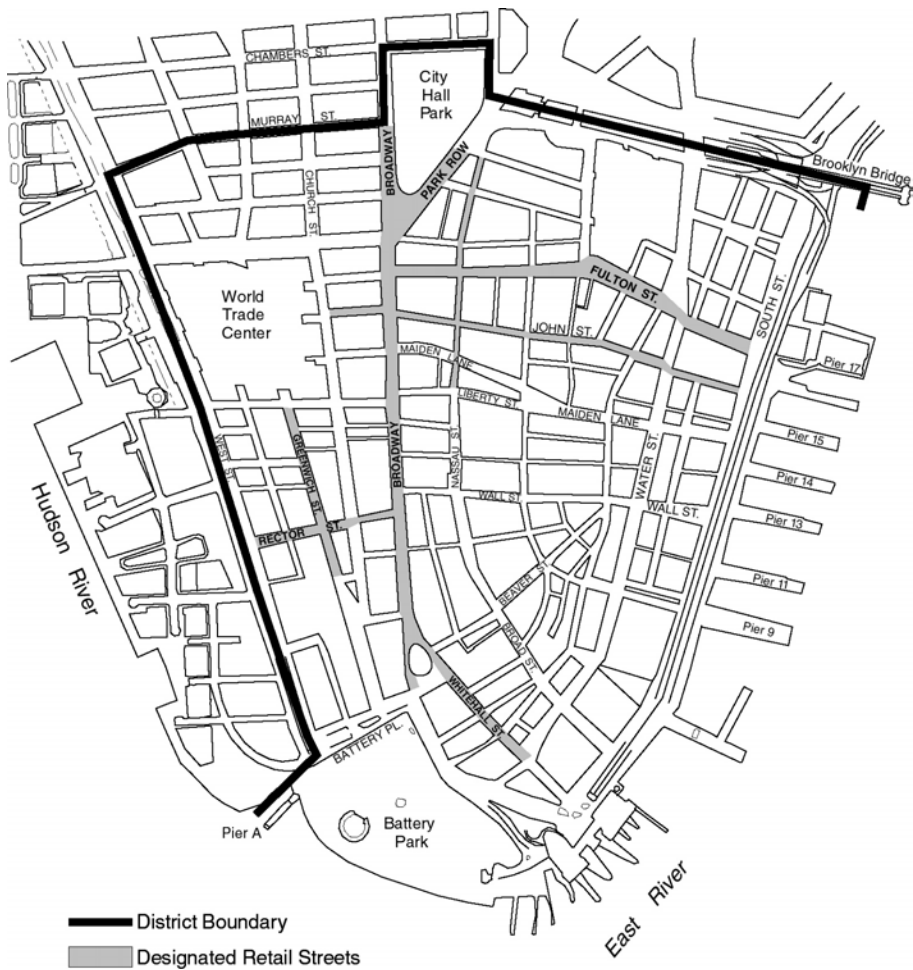 CHAMBERS ST.
City
Hall
Park
MURRAY ST.
BROADWAY
PARK ROW
Brooklyn Bridge
CHURCH ST.
FULTON ST.
SOUTH ST.
World
Trade
Center
JOHN ST.
MAIDEN LANE
Pier 17
LIBERTY ST.
MAIDEN LANE
Pier 15
WEST ST.
GREENWICH ST.
BROADWAY
NASSAU ST.
WATER ST.
Pier 14
WALL ST.
WALL ST.
Pier 13
RECTOR ST.
Hudson River
BEAVER ST.
Pier 11
BROAD ST.
Pier 9
WHITEHALL ST.
BATTERY PL.
Pier A
Battery
Park
East River
District Boundary
Designated Retail Streets